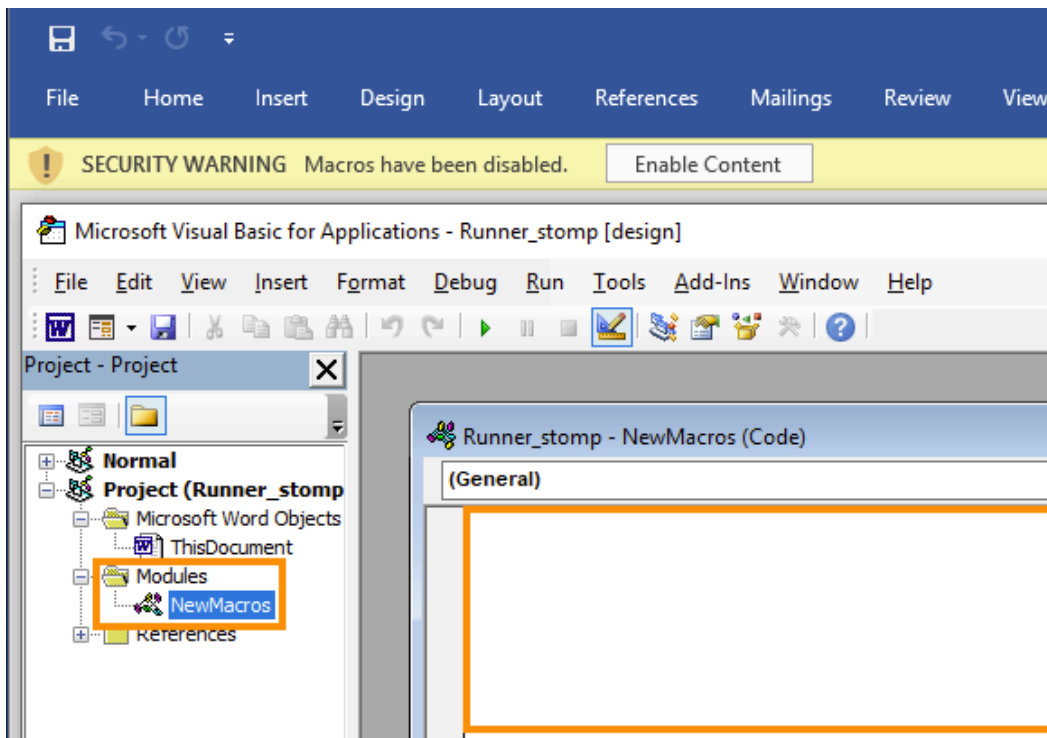 File Home Insert Design Layout References Mailings Review View
SECURITY WARNING Macros have been disabled. Enable Content
Microsoft Visual Basic for Applications - Runner_stomp [design]
File Edit View Insert Format Debug Run Tools Add-Ins Window Help
Project - Project
Runner_stomp - NewMacros (Code)
(General)
Normal
Project (Runner_stomp
Microsoft Word Objects
ThisDocument
Modules
NewMacros
References